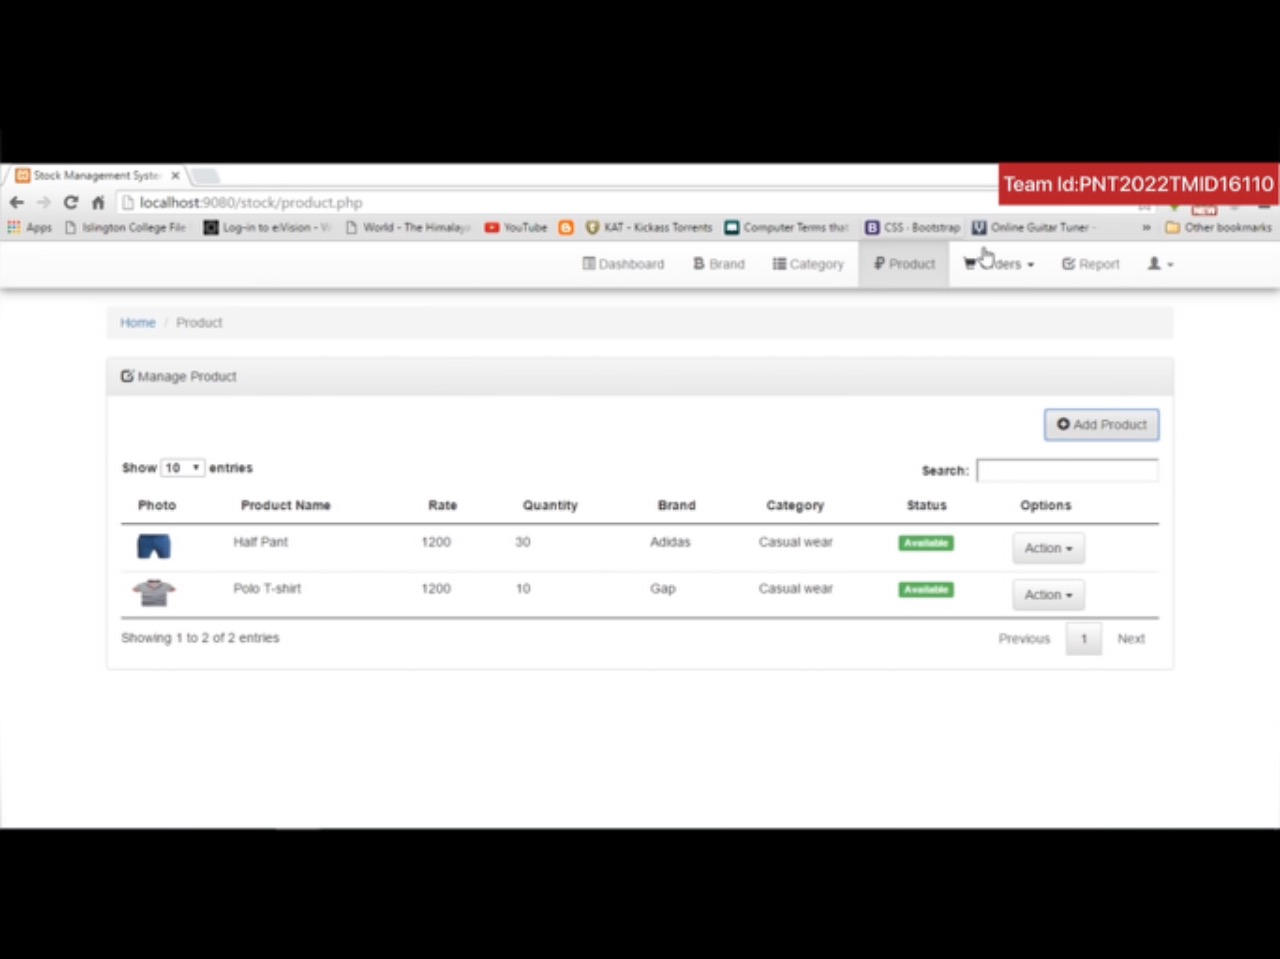 Stock Management Syste
Team Id:PNT2022TMID16110
localhost:9080/stock/product.php
Apps Islington College File Log-in to eVision - World - The Himalay YouTube KAT - Kickass Torrents Computer Terms that CSS - Bootstrap Online Guitar Tuner - » Other bookmarks
Dashboard Brand Category Product ders Report
Home / Product
Manage Product
Add Product
Show 10 entries
Search:
Photo Product Name Rate Quantity Brand Category Status Options
Half Pant 1200 30 Adidas Casual wear Available Action
Polo T-shirt 1200 10 Gap Casual wear Available Action
Showing 1 to 2 of 2 entries
Previous 1 Next